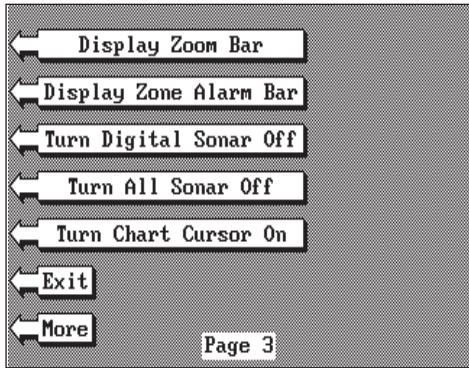 Display Zoom Bar
Display Zone Alarm Bar
Turn Digital Sonar Off
Turn All Sonar Off
Turn Chart Cursor On
Exit
More
Page 3